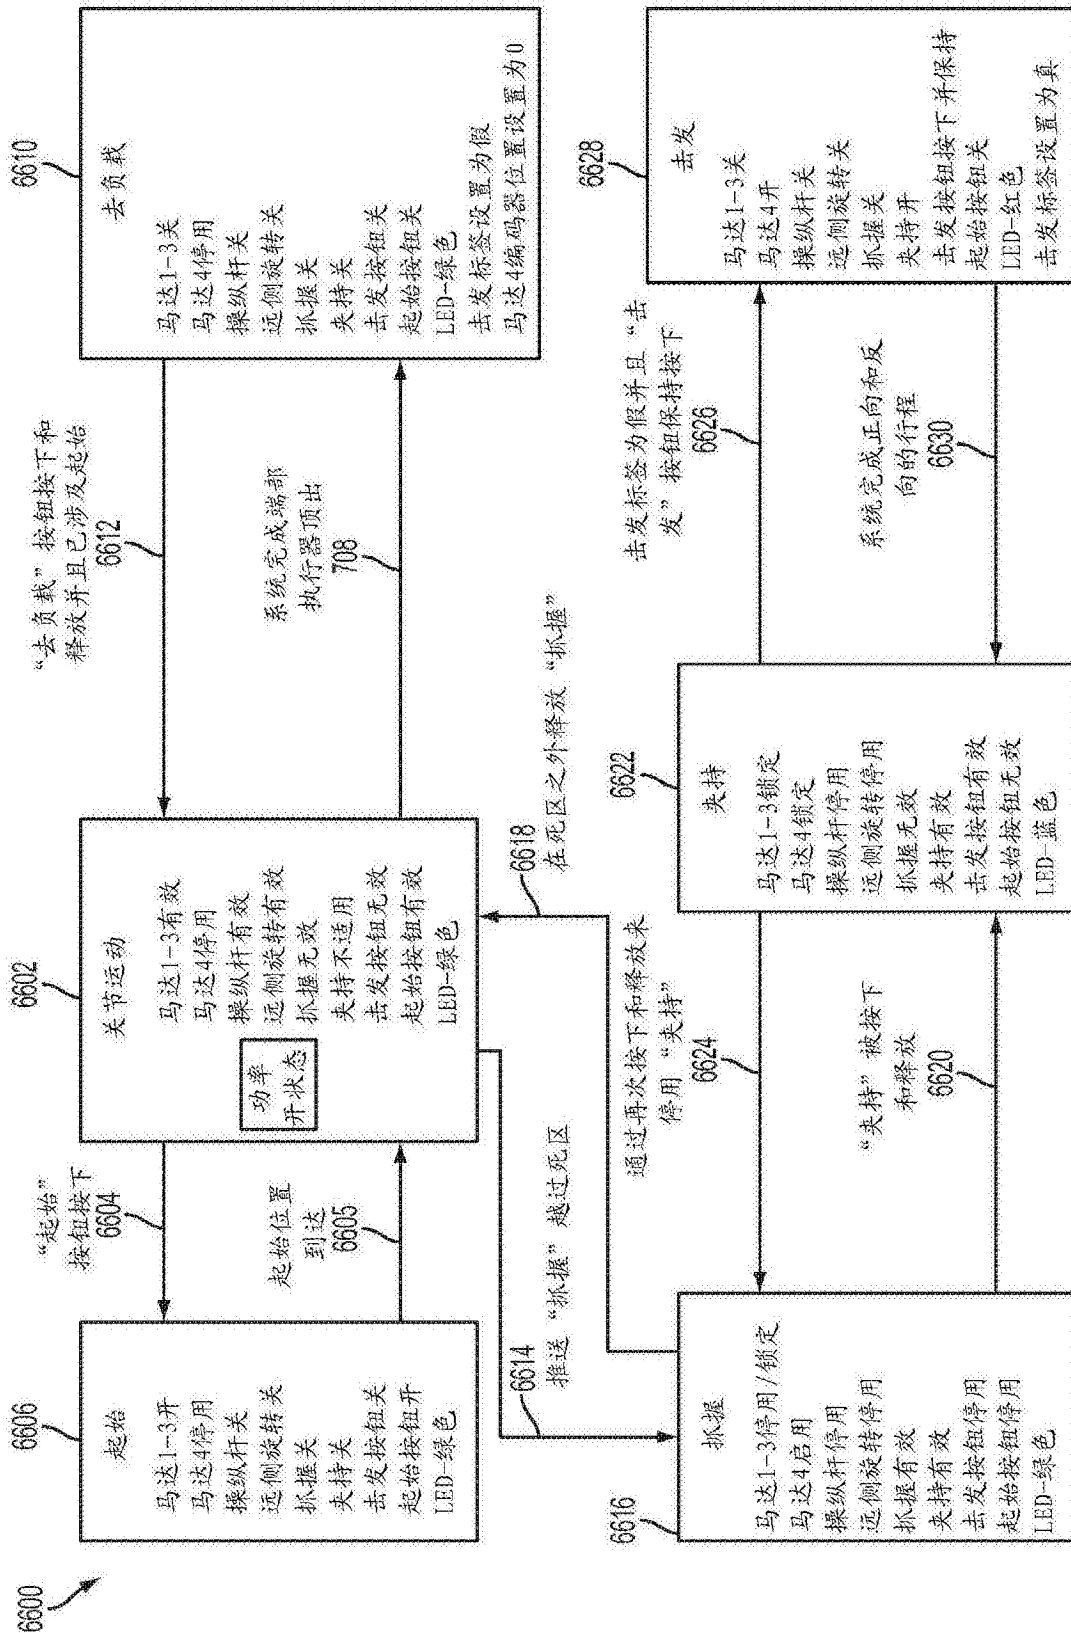 6600
6606
起始
马达1-3开
马达4停用
操纵杆关
远侧旋转关
抓握关
夹持关
击发按钮关
起始按钮开
LED-绿色
“起始”
按钮按下
6604
起始位置
到达
6605
6602
关节运动
功率
开状态
马达1-3有效
马达4停用
操纵杆有效
远侧旋转有效
抓握无效
夹持不适用
击发按钮无效
起始按钮有效
LED-绿色
“去负载”按钮按下和
释放并且已涉及起始
6612
系统完成端部
执行器顶出
708
6610
去负载
马达1-3关
马达4停用
操纵杆关
远侧旋转关
抓握关
夹持关
击发按钮关
起始按钮关
LED-绿色
击发标签设置为假
马达4编码器位置设置为0
6614
推送“抓握”越过死区
6618
在死区之外释放“抓握”
6616
抓握
马达1-3停用/锁定
马达4启用
操纵杆停用
远侧旋转停用
抓握有效
夹持有效
击发按钮停用
起始按钮停用
LED-绿色
通过再次按下和释放来
停用“夹持”
6624
“夹持”被按下
和释放
6620
6622
夹持
马达1-3锁定
马达4锁定
操纵杆停用
远侧旋转停用
抓握无效
夹持有效
击发按钮有效
起始按钮无效
LED-蓝色
击发标签为假并且“击
发”按钮保持按下
6626
系统完成正向和反
向的行程
6630
6628
击发
马达1-3关
马达4开
操纵杆关
远侧旋转关
抓握关
夹持开
击发按钮按下并保持
起始按钮关
LED-红色
击发标签设置为真